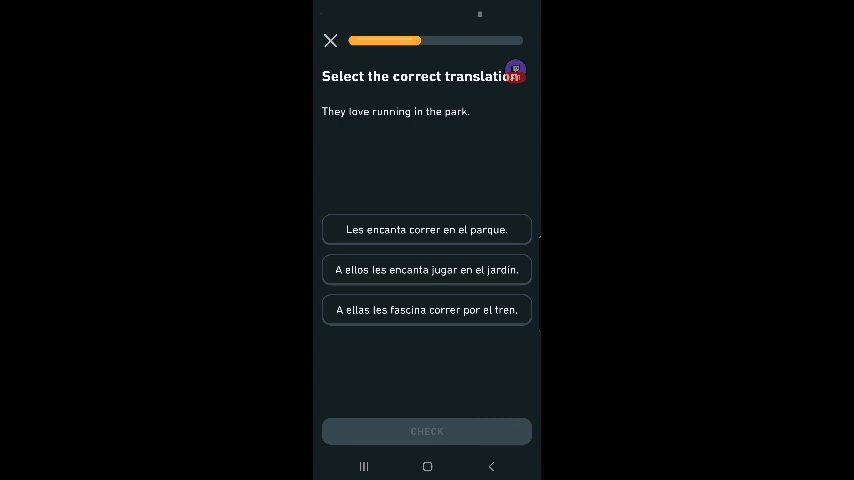 Select the correct translation
They love running in the park.
Les encanta correr en el parque.
A ellos les encanta jugar en el jardín.
A ellas les fascina correr por el tren.
CHECK